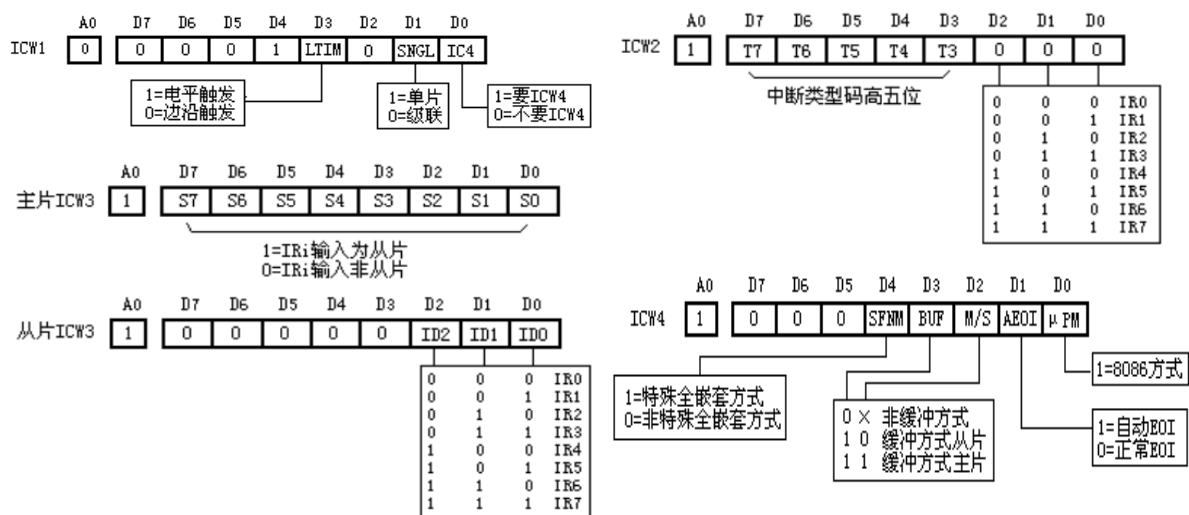 A0 D7 D6 D5 D4 D3 D2 D1 D0
ICW1 0 0 0 0 1 LTIM 0 SNGL IC4
1=电平触发
0=边沿触发
1=单片
0=级联
1=要ICW4
0=不要ICW4
A0 D7 D6 D5 D4 D3 D2 D1 D0
ICW2 1 T7 T6 T5 T4 T3 0 0 0
中断类型码高五位
0 0 0 IR0
0 0 1 IR1
0 1 0 IR2
0 1 1 IR3
1 0 0 IR4
1 0 1 IR5
1 1 0 IR6
1 1 1 IR7
A0 D7 D6 D5 D4 D3 D2 D1 D0
主片ICW3 1 S7 S6 S5 S4 S3 S2 S1 S0
1=IRi输入为从片
0=IRi输入非从片
A0 D7 D6 D5 D4 D3 D2 D1 D0
从片ICW3 1 0 0 0 0 0 ID2 ID1 ID0
0 0 0 IR0
0 0 1 IR1
0 1 0 IR2
0 1 1 IR3
1 0 0 IR4
1 0 1 IR5
1 1 0 IR6
1 1 1 IR7
A0 D7 D6 D5 D4 D3 D2 D1 D0
ICW4 1 0 0 0 SFNM BUF M/S AEOI μPM
1=特殊全嵌套方式
0=非特殊全嵌套方式
0 × 非缓冲方式
1 0 缓冲方式从片
1 1 缓冲方式主片
1=8086方式
1=自动EOI
0=正常EOI